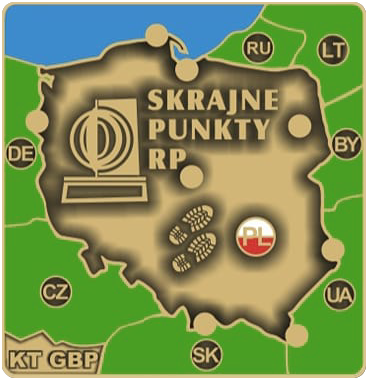 RU
LT
SKRAJNE
PUNKTY
RP
DE
BY
PL
CZ
UA
SK
KT GBP